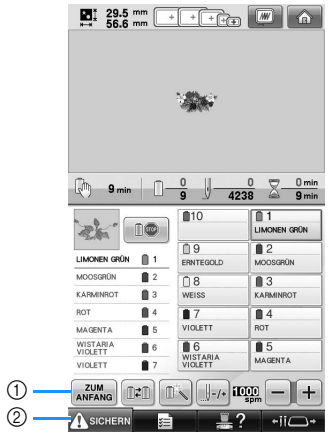 29.5 mm
56.6 mm
9 min
0
9
0
4238
0 min
9 min
10
1
LIMONEN GRÜN
LIMONEN GRÜN 1
9
ERNTEGOLD
2
MOOSGRÜN
MOOSGRÜN 2
KARMINROT 3
8
WEISS
3
KARMINROT
ROT 4
7
VIOLETT
4
ROT
MAGENTA 5
WISTARIA
VIOLETT 6
6
WISTARIA
VIOLETT
5
MAGENTA
VIOLETT 7
① ZUM
ANFANG
-/+
1000
spm
− +
② SICHERN
?